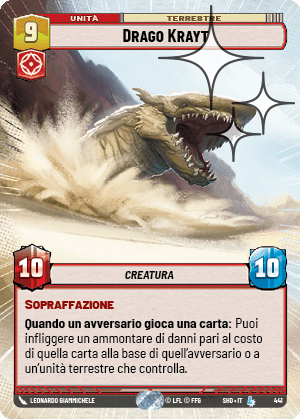 UNITÀ
TERRESTRE
9
DRAGO KRAYT
10
10
CREATURA
SOPRAFFAZIONE
Quando un avversario gioca una carta: Puoi
infliggere un ammontare di danni pari al costo
di quella carta alla base di quell'avversario o a
un'unità terrestre che controlla.
LEONARDO GIAMMICHELE
© LFL © FFG
SHD • IT
441